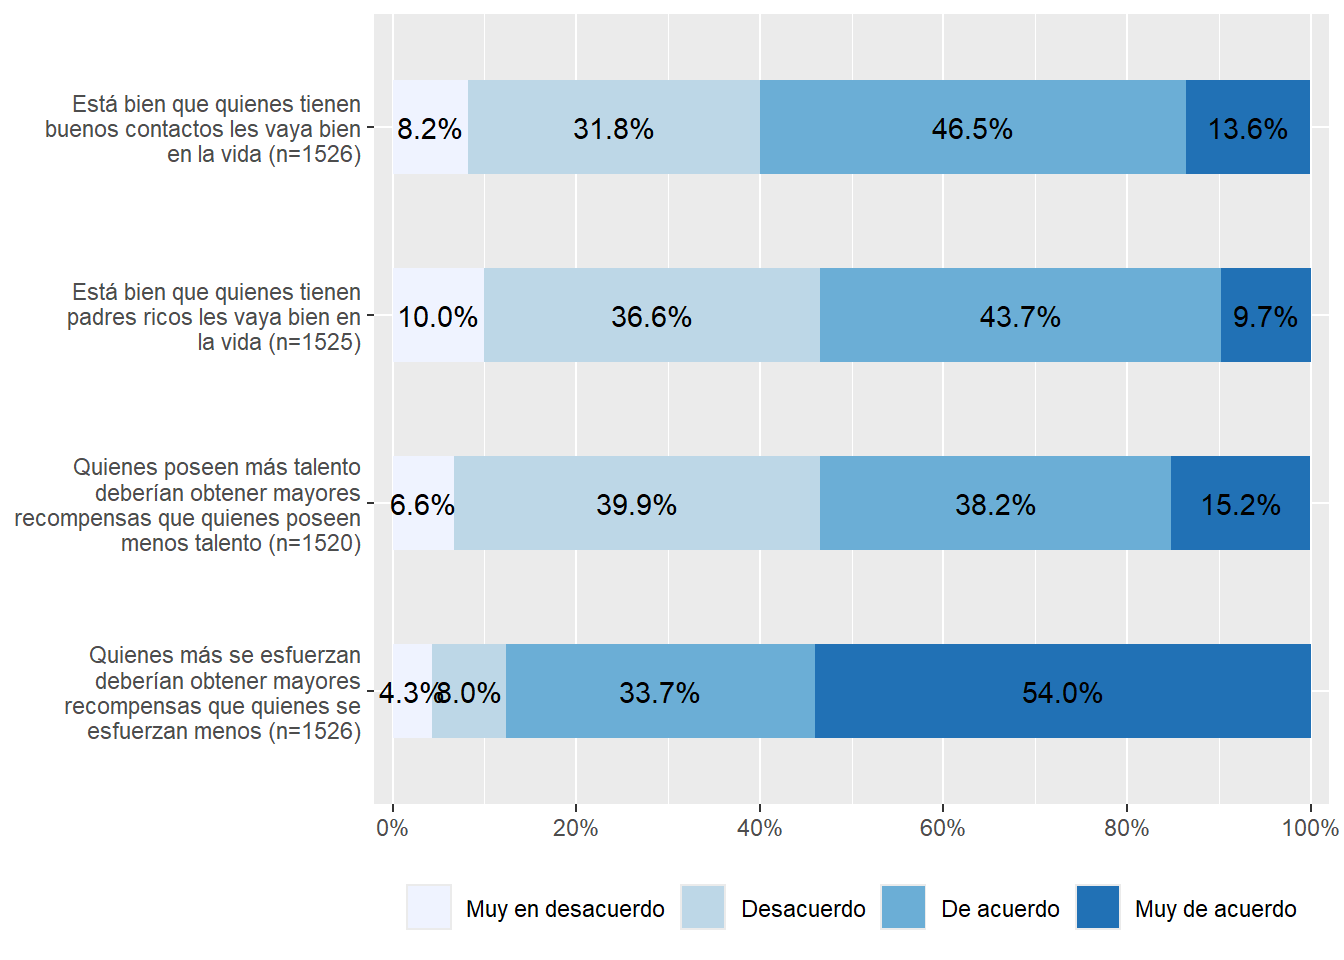 Está bien que quienes tienen
buenos contactos les vaya bien
en la vida (n=1526)
8.2% 31.8% 46.5% 13.6%
Está bien que quienes tienen
padres ricos les vaya bien en
la vida (n=1525)
10.0% 36.6% 43.7% 9.7%
Quienes poseen más talento
deberían obtener mayores
recompensas que quienes poseen
menos talento (n=1520)
6.6% 39.9% 38.2% 15.2%
Quienes más se esfuerzan
deberían obtener mayores
recompensas que quienes se
esfuerzan menos (n=1526)
4.3% 8.0% 33.7% 54.0%
0% 20% 40% 60% 80% 100%
Muy en desacuerdo Desacuerdo De acuerdo Muy de acuerdo